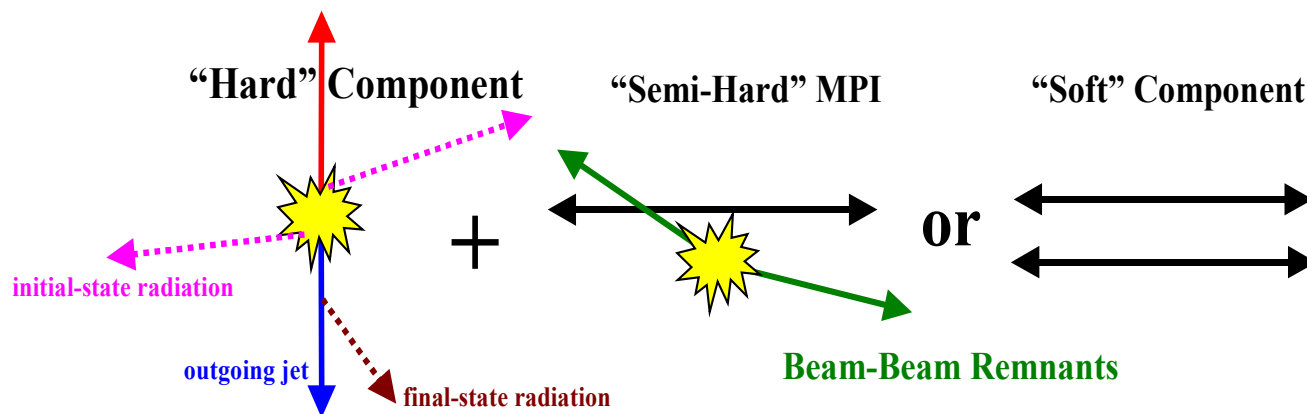 “Hard” Component
“Semi-Hard” MPI
“Soft” Component
+
or
initial-state radiation
outgoing jet
final-state radiation
Beam-Beam Remnants